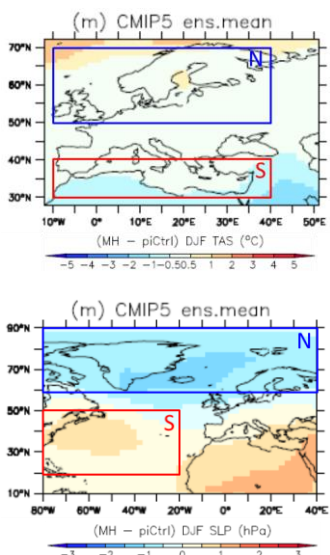 (m) CMIP5 ens.mean
70°N
60°N
50°N
40°N
30°N
N
S
10°W 0° 10°E 20°E 30°E 40°E 50°E
(MH − piCtrl) DJF TAS (°C)
-5 -4 -3 -2 -1-0.50.5 1 2 3 4 5
(m) CMIP5 ens.mean
90°N
70°N
50°N
30°N
10°N
N
S
80°W 60°W 40°W 20°W 0° 20°E 40°E
(MH − piCtrl) DJF SLP (hPa)
-3 -2 -1 0 1 2 3